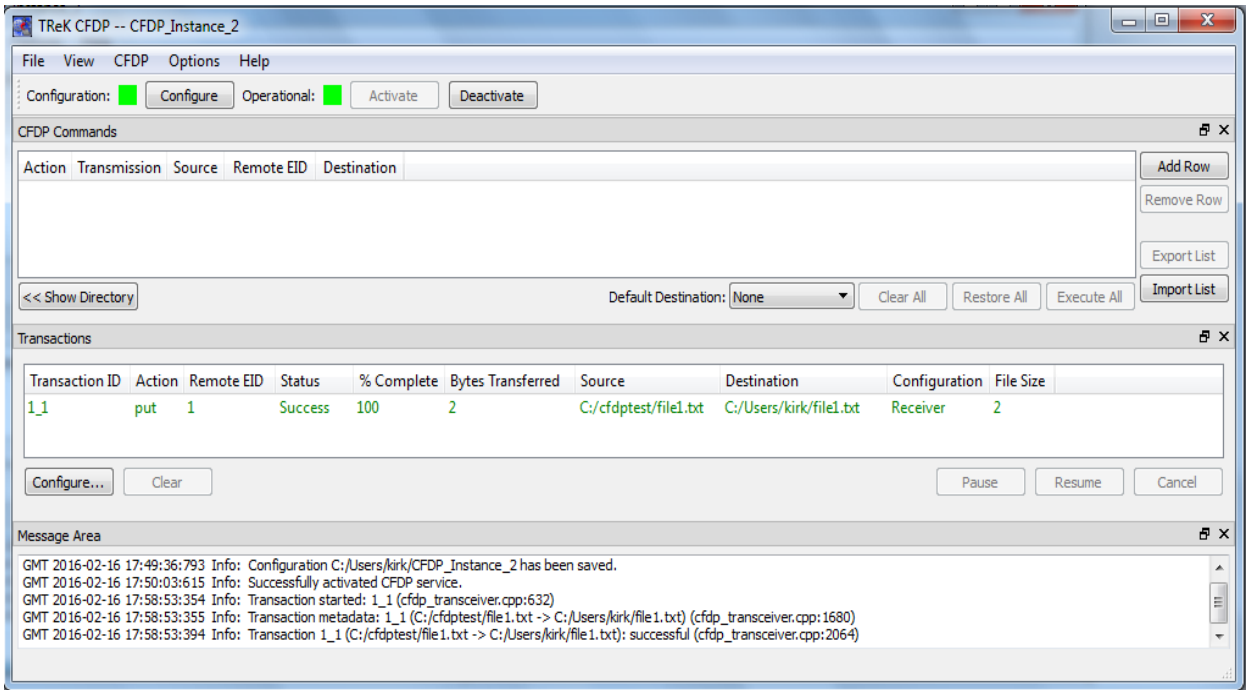 TReK CFDP -- CFDP_Instance_2
File View CFDP Options Help
Configuration: Configure Operational: Activate Deactivate
CFDP Commands
Action Transmission Source Remote EID Destination
Add Row
Remove Row
Export List
Import List
<< Show Directory Default Destination: None Clear All Restore All Execute All
Transactions
Transaction ID Action Remote EID Status % Complete Bytes Transferred Source Destination Configuration File Size
1_1 put 1 Success 100 2 C:/cfdptest/file1.txt C:/Users/kirk/file1.txt Receiver 2
Configure... Clear Pause Resume Cancel
Message Area
GMT 2016-02-16 17:49:36:793 Info: Configuration C:/Users/kirk/CFDP_Instance_2 has been saved.
GMT 2016-02-16 17:50:03:615 Info: Successfully activated CFDP service.
GMT 2016-02-16 17:58:53:354 Info: Transaction started: 1_1 (cfdp_transceiver.cpp:632)
GMT 2016-02-16 17:58:53:355 Info: Transaction metadata: 1_1 (C:/cfdptest/file1.txt -> C:/Users/kirk/file1.txt) (cfdp_transceiver.cpp:1680)
GMT 2016-02-16 17:58:53:394 Info: Transaction 1_1 (C:/cfdptest/file1.txt -> C:/Users/kirk/file1.txt): successful (cfdp_transceiver.cpp:2064)